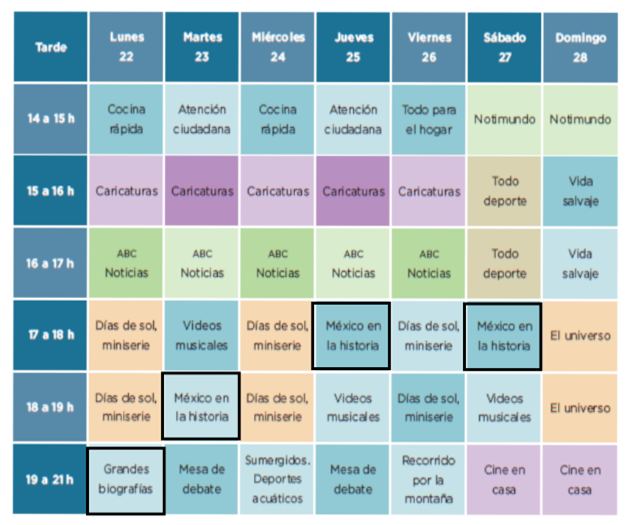 Tarde
Lunes
22
Martes
23
Miércoles
24
Jueves
25
Viernes
26
Sábado
27
Domingo
28
14 a 15 h
Cocina
rápida
Atención
ciudadana
Cocina
rápida
Atención
ciudadana
Todo para
el hogar
Notimundo
Notimundo
15 a 16 h
Caricaturas
Caricaturas
Caricaturas
Caricaturas
Caricaturas
Todo
deporte
Vida
salvaje
16 a 17 h
ABC
Noticias
ABC
Noticias
ABC
Noticias
ABC
Noticias
ABC
Noticias
Todo
deporte
Vida
salvaje
17 a 18 h
Días de sol,
miniserie
Videos
musicales
Días de sol,
miniserie
México en
la historia
Días de sol,
miniserie
México en
la historia
El universo
18 a 19 h
Días de sol,
miniserie
México en
la historia
Días de sol,
miniserie
Videos
musicales
Días de sol,
miniserie
Videos
musicales
El universo
19 a 21 h
Grandes
biografías
Mesa de
debate
Sumergidos.
Deportes
acuáticos
Mesa de
debate
Recorrido
por la
montaña
Cine en
casa
Cine en
casa